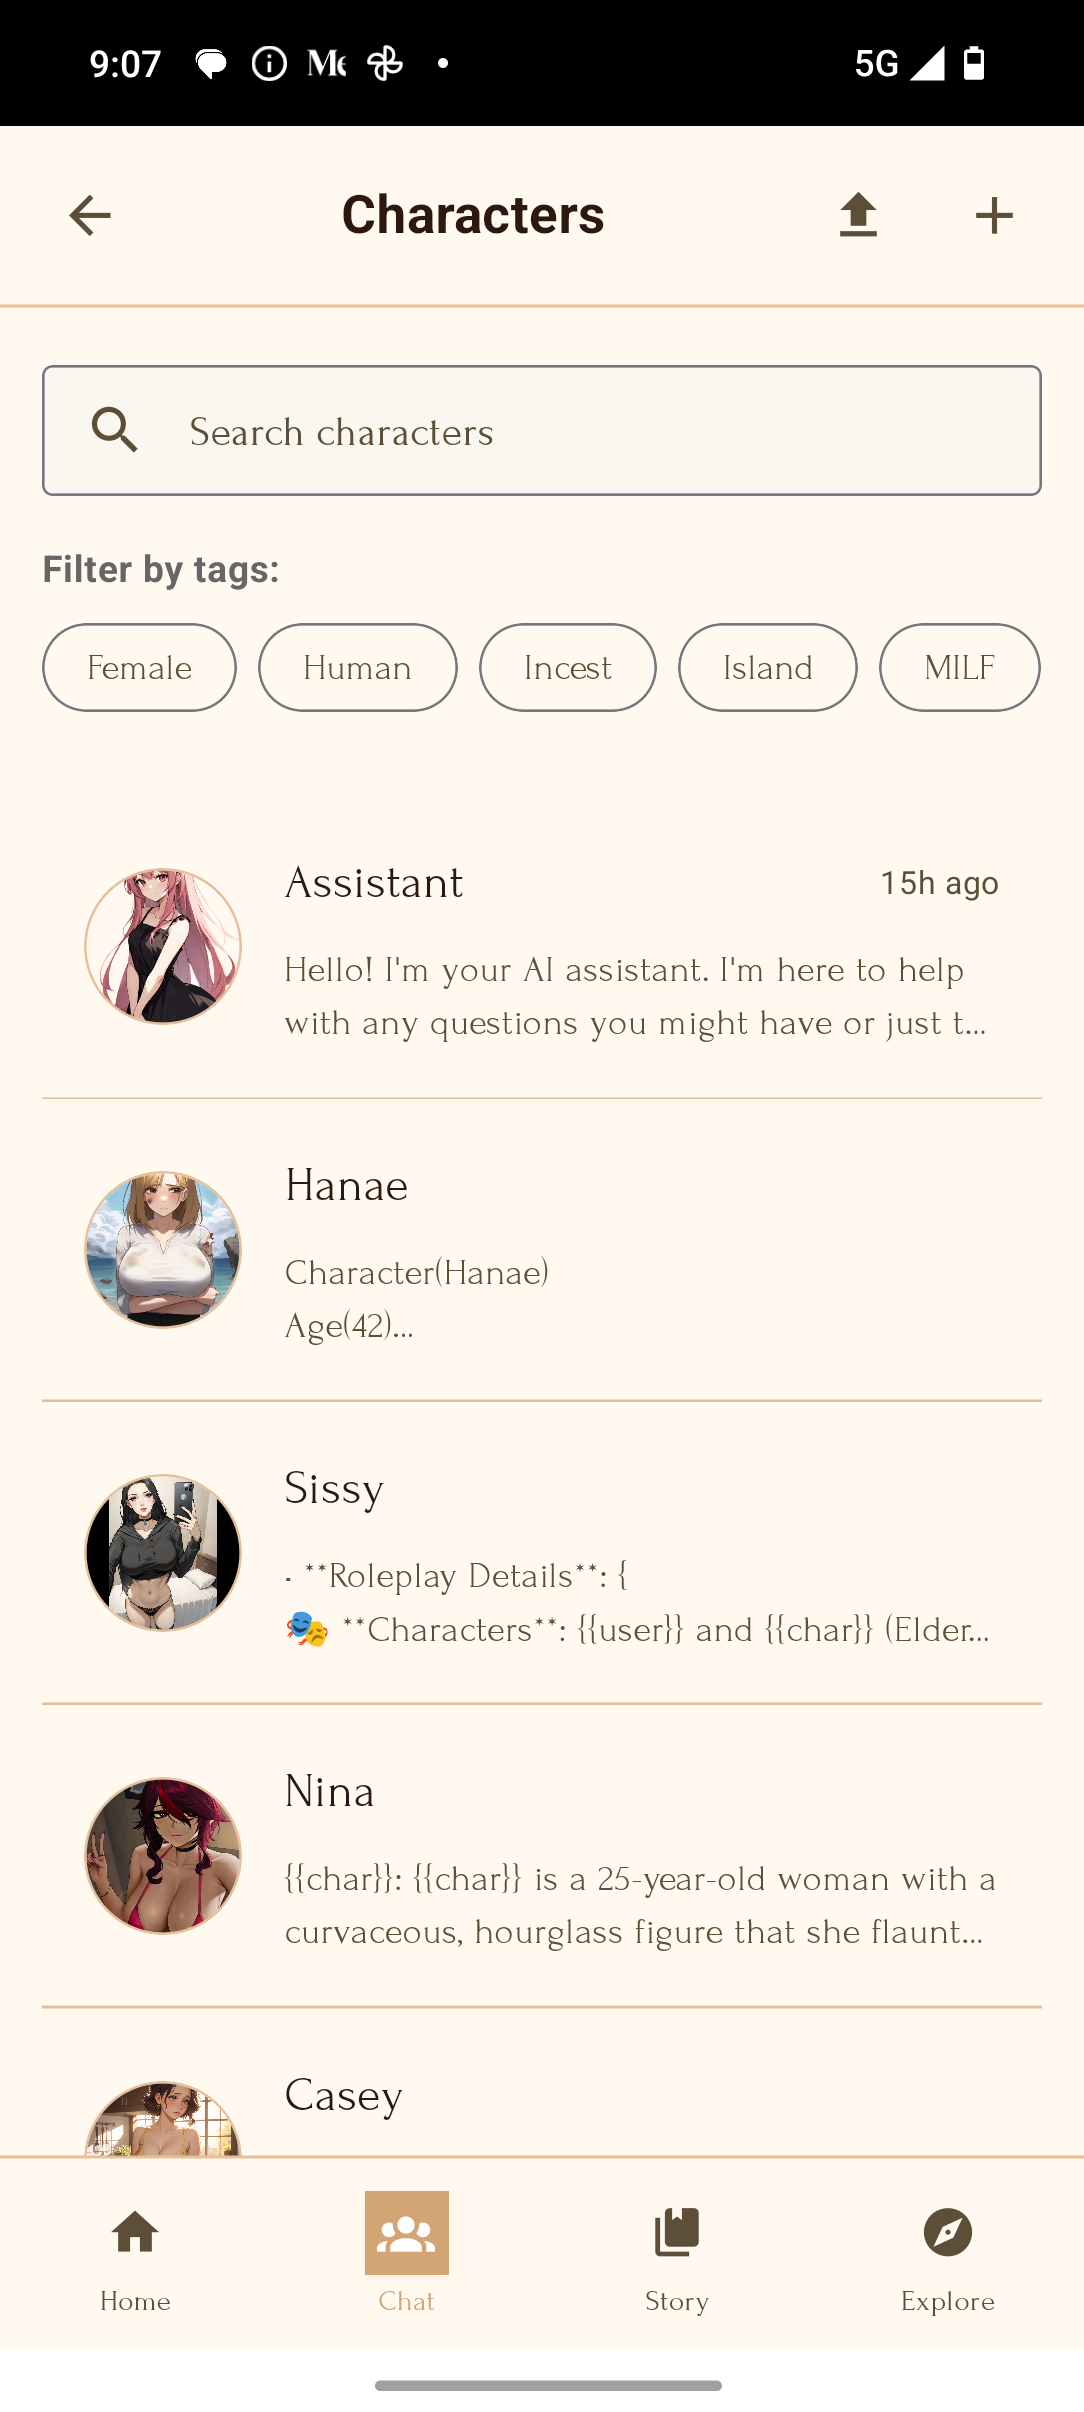 9:07
5G
Characters
Search characters
Filter by tags:
Female Human Incest Island MILF
Assistant 15h ago
Hello! I'm your AI assistant. I'm here to help
with any questions you might have or just t...
Hanae
Character(Hanae)
Age(42)...
Sissy
- **Roleplay Details**: {
🎭 **Characters**: {{user}} and {{char}} (Elder...
Nina
{{char}}: {{char}} is a 25-year-old woman with a
curvaceous, hourglass figure that she flaunt...
Casey
Home Chat Story Explore